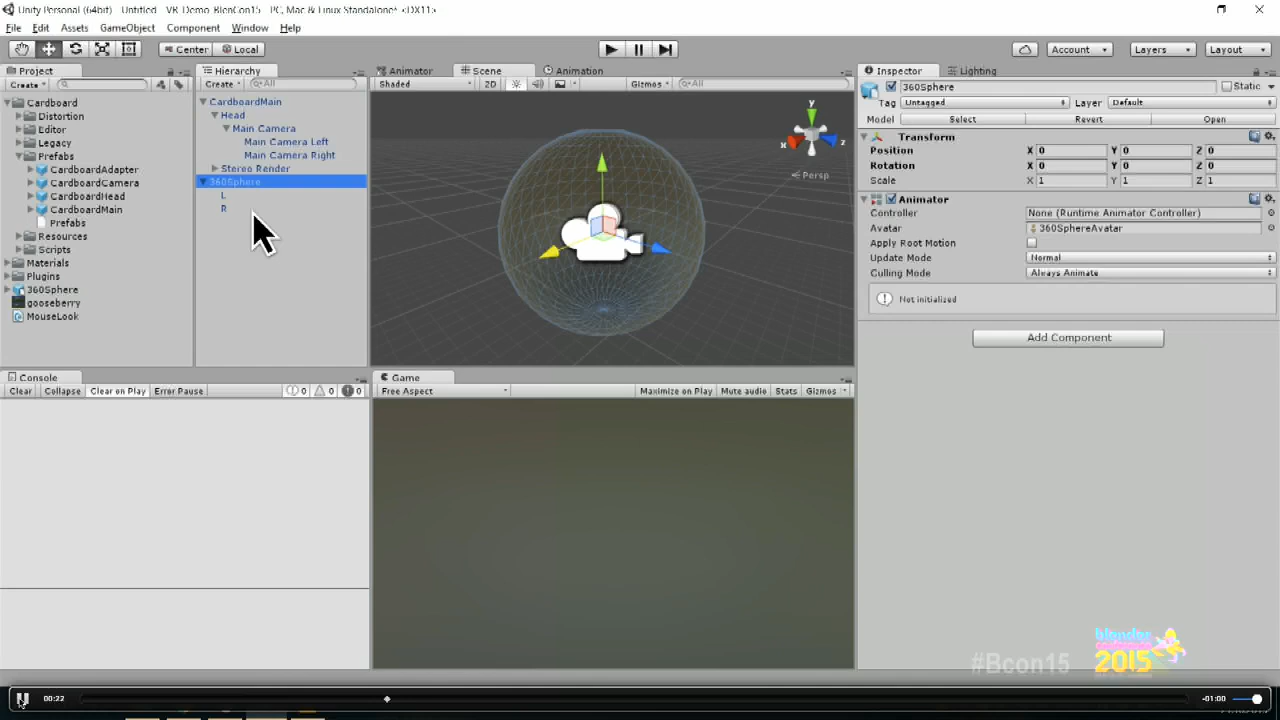 Unity Personal (64bit) - Untitled - VR-Demo-BlenCon15 - PC, Mac & Linux Standalone* <DX11>
File Edit Assets GameObject Component Window Help
Center Local Account Layers Layout
Project Hierarchy Animator Scene Animation Inspector Lighting
Create Create All Shaded 2D Gizmos All 360Sphere Static
Cardboard CardboardMain Tag Untagged Layer Default
Distortion Head Model Select Revert Open
Editor Main Camera Transform
Legacy Main Camera Left Position X 0 Y 0 Z 0
Prefabs Main Camera Right Rotation X 0 Y 0 Z 0
CardboardAdapter Stereo Render y x z Persp Scale X 1 Y 1 Z 1
CardboardCamera 360Sphere Animator
CardboardHead L Controller None (Runtime Animator Controller)
CardboardMain R Avatar 360SphereAvatar
Prefabs Apply Root Motion
Resources Update Mode Normal
Scripts Culling Mode Always Animate
Materials
Plugins
360Sphere Not initialized
gooseberry
MouseLook
Add Component
Console Game
Clear Collapse Clear on Play Error Pause 0 0 0 Free Aspect Maximize on Play Mute audio Stats Gizmos
#Bcon15 blender conference 2015
00:22 -01:00